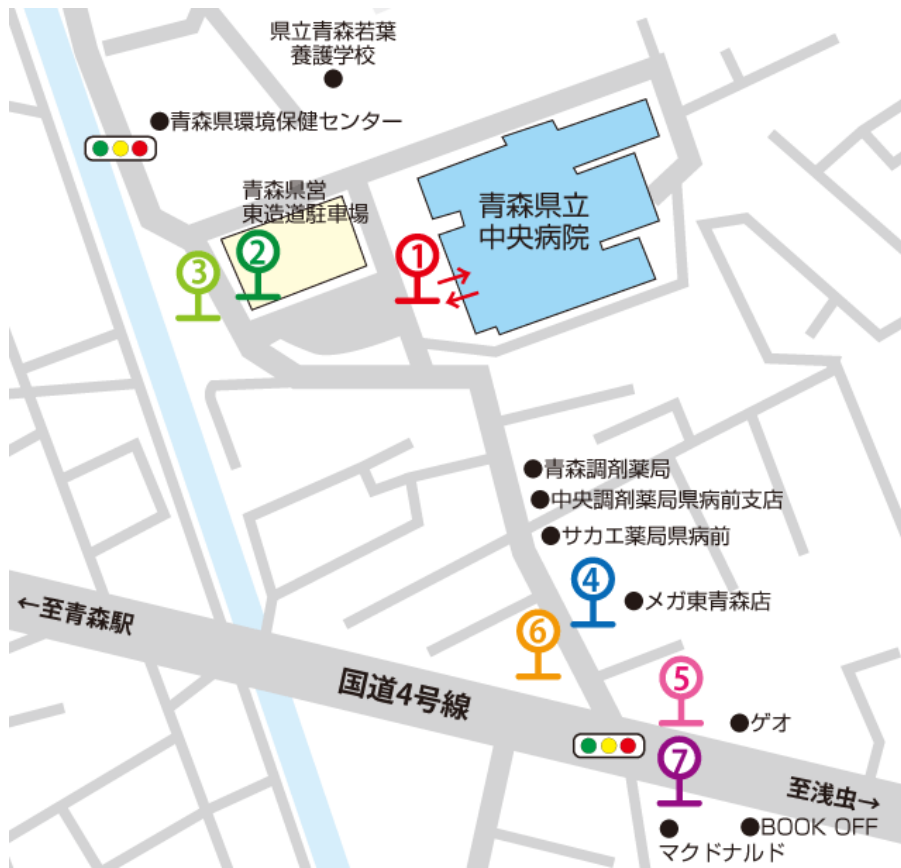 県立青森若葉
養護学校
●青森県環境保健センター
青森県営
東造道駐車場
青森県立
中央病院
1
2
3
●青森調剤薬局
●中央調剤薬局県病前支店
●サカエ薬局県病前
4
●メガ東青森店
←至青森駅
6
国道4号線
5
●ゲオ
7
至浅虫→
●BOOK OFF
マクドナルド